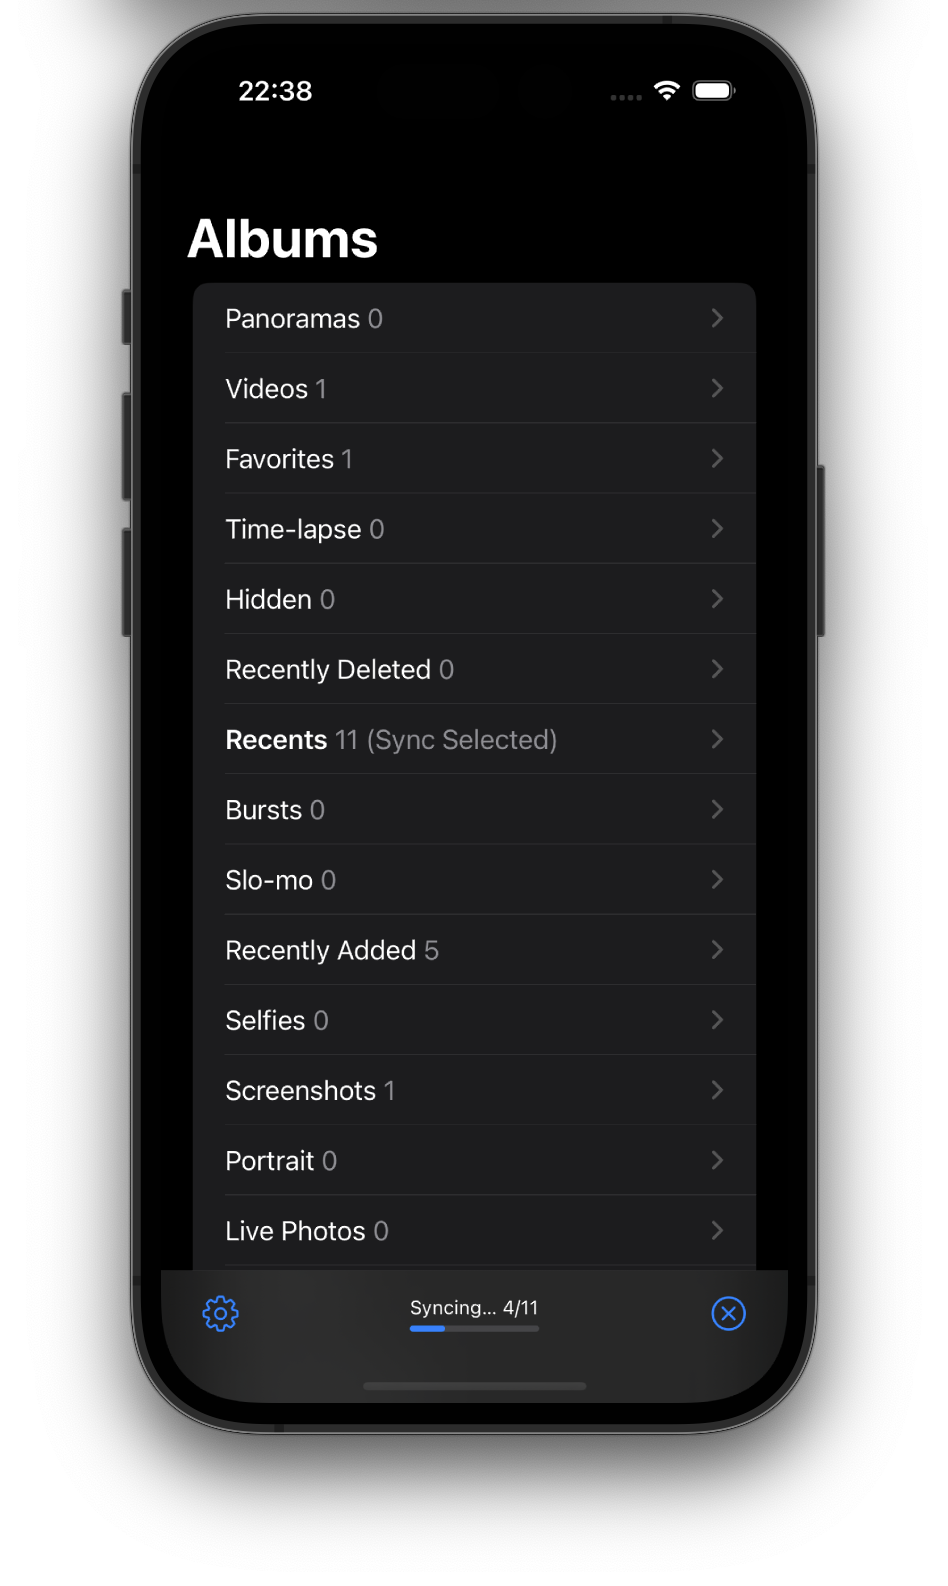 22:38
Albums
Panoramas 0
Videos 1
Favorites 1
Time-lapse 0
Hidden 0
Recently Deleted 0
Recents 11 (Sync Selected)
Bursts 0
Slo-mo 0
Recently Added 5
Selfies 0
Screenshots 1
Portrait 0
Live Photos 0
Syncing... 4/11